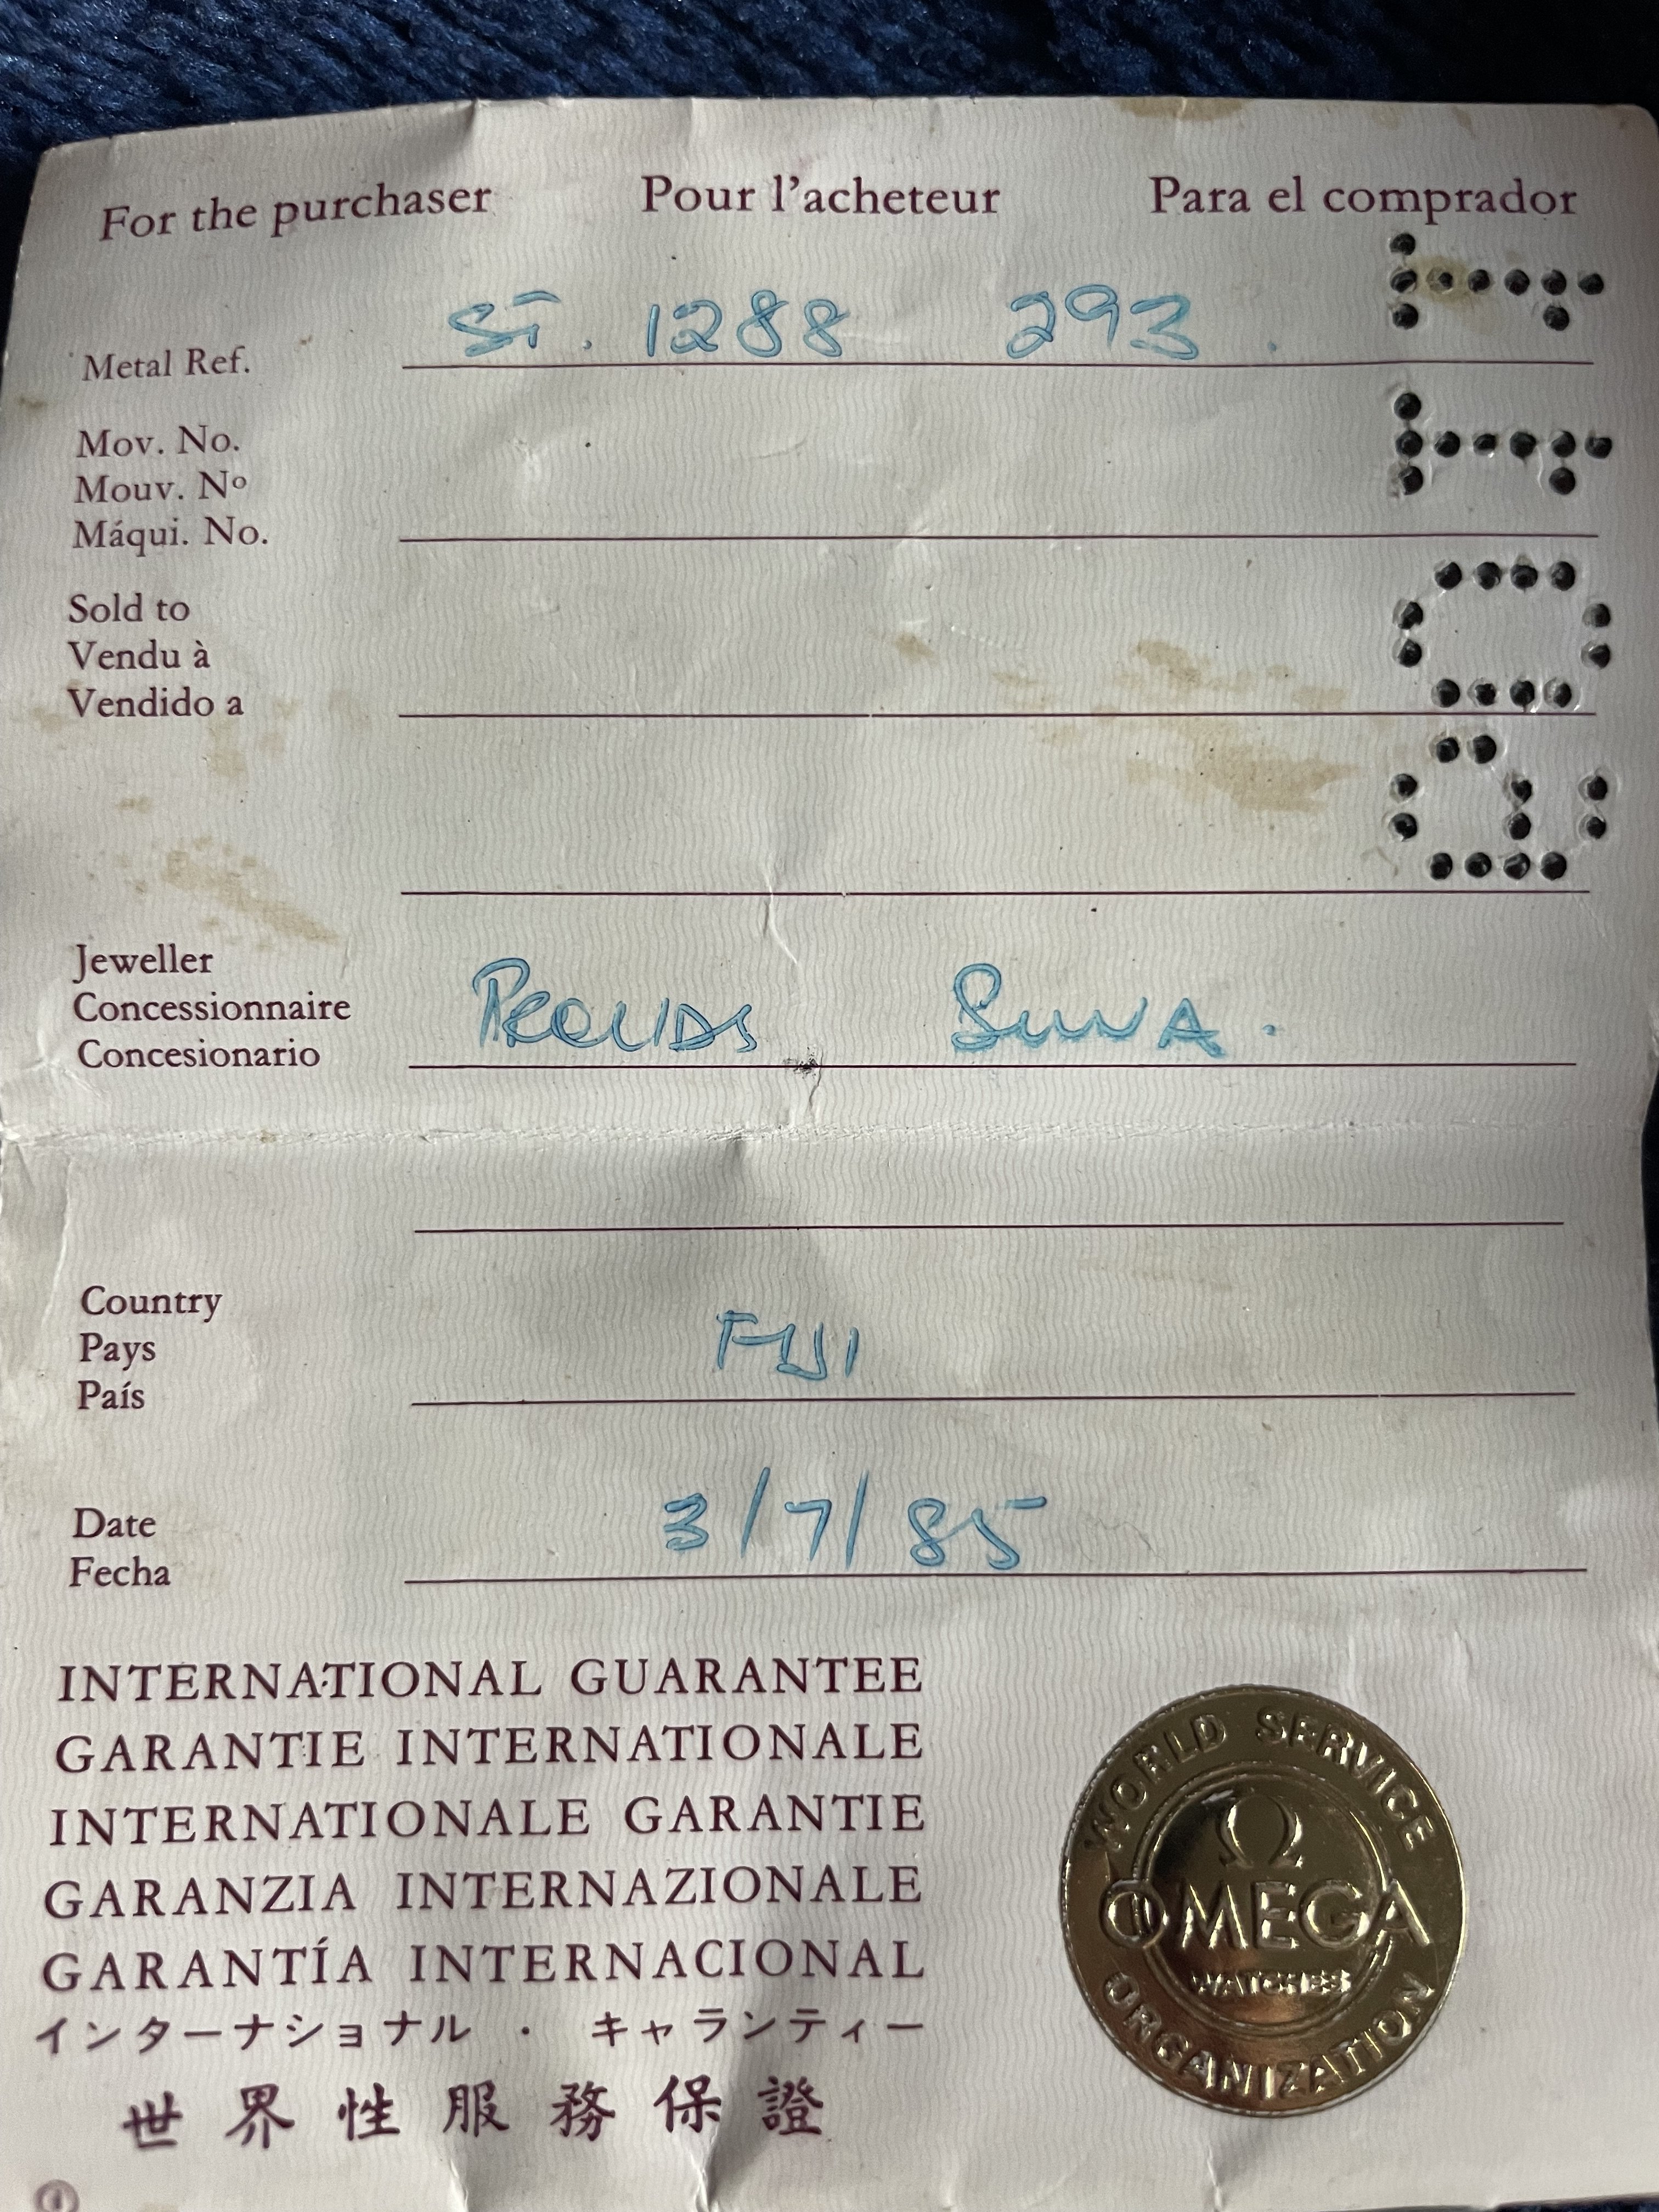 For the purchaser Pour l'acheteur Para el comprador
Metal Ref. ST. 1288 293.
Mov. No.
Mouv. Nº
Máqui. No.
Sold to
Vendu à
Vendido a
Jeweller
Concessionnaire PROUDS SUVA.
Concesionario
Country
Pays FIJI
País
Date 3/7/85
Fecha
INTERNATIONAL GUARANTEE
GARANTIE INTERNATIONALE
INTERNATIONALE GARANTIE
GARANZIA INTERNAZIONALE
GARANTÍA INTERNACIONAL
インターナショナル ・ キャランティー
世界性服務保證
WORLD SERVICE
Ω
OMEGA
WATCHES
ORGANIZATION